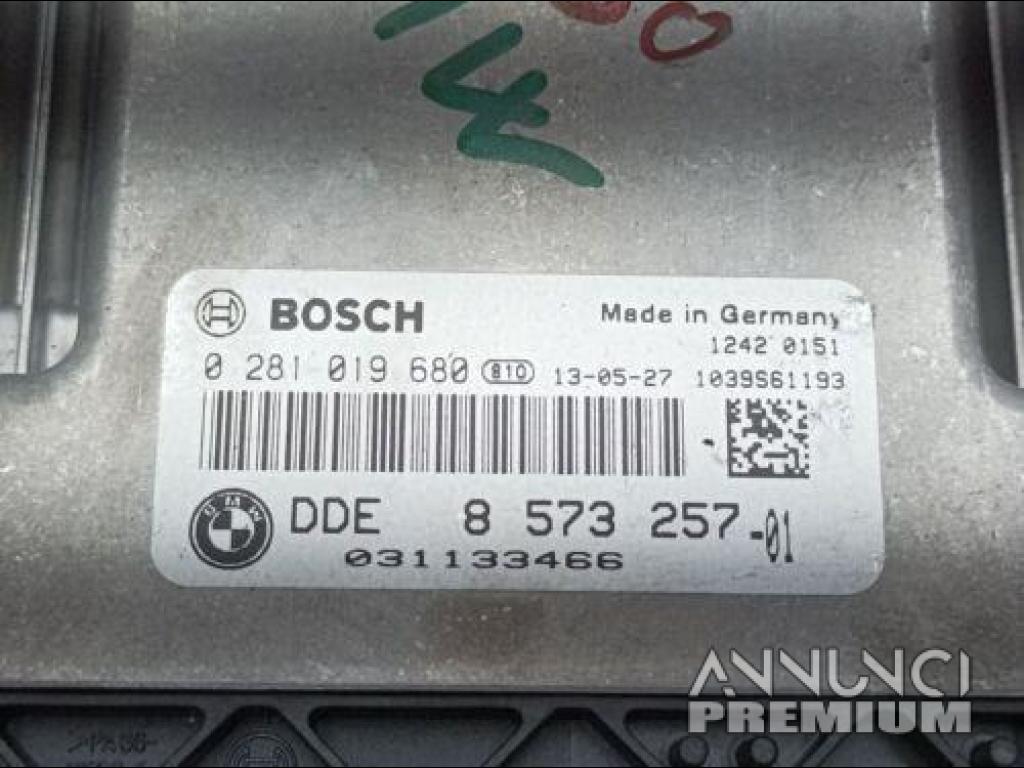 BOSCH
Made in Germany
1242 0151
0 281 019 680 810 13-05-27 1039S61193
BMW
DDE 8 573 257-01
031133466
ANNUNCI
PREMIUM